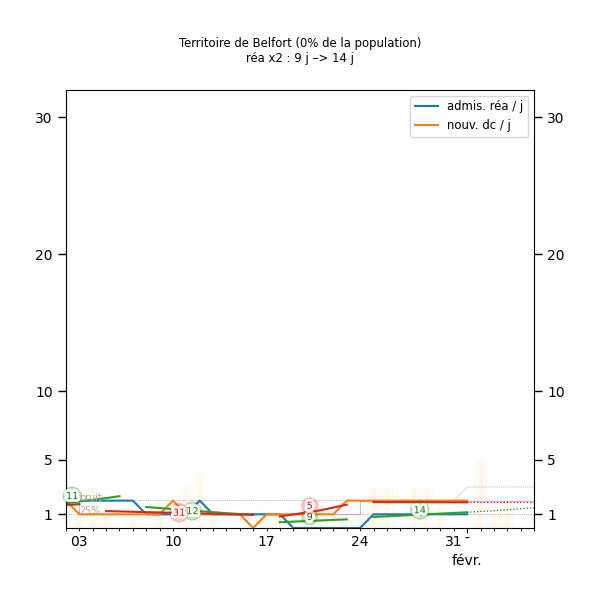 Territoire de Belfort (0% de la population)
réa x2 : 9 j –> 14 j
admis. réa / j
nouv. dc / j
30 30
20 20
10 10
5 5
1 1
11 bruit
25%
31 12
5
9
14
03 10 17 24 31
févr.